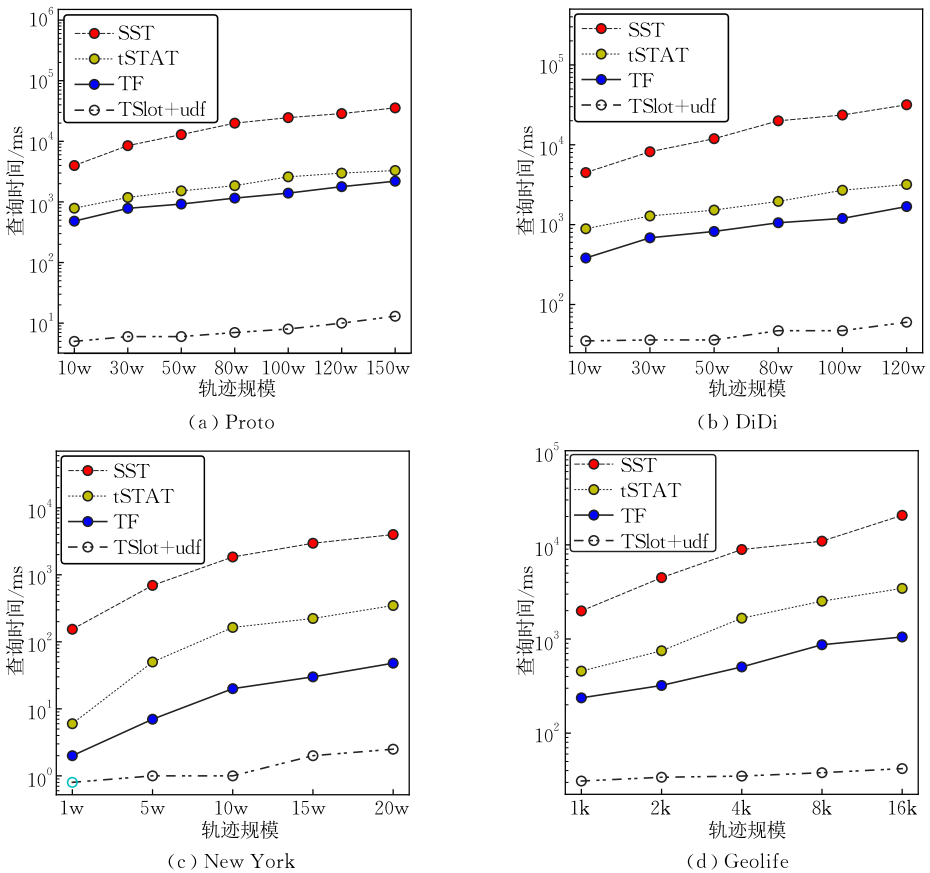 10⁶
10⁵
10⁴
10³
10²
10¹
查询时间/ms
SST
tSTAT
TF
TSlot+udf
10w 30w 50w 80w 100w 120w 150w
轨迹规模
(a) Proto
10⁵
10⁴
10³
10²
查询时间/ms
SST
tSTAT
TF
TSlot+udf
10w 30w 50w 80w 100w 120w
轨迹规模
(b) DiDi
10⁴
10³
10²
10¹
10⁰
查询时间/ms
SST
tSTAT
TF
TSlot+udf
1w 5w 10w 15w 20w
轨迹规模
(c) New York
10⁵
10⁴
10³
10²
查询时间/ms
SST
tSTAT
TF
TSlot+udf
1k 2k 4k 8k 16k
轨迹规模
(d) Geolife